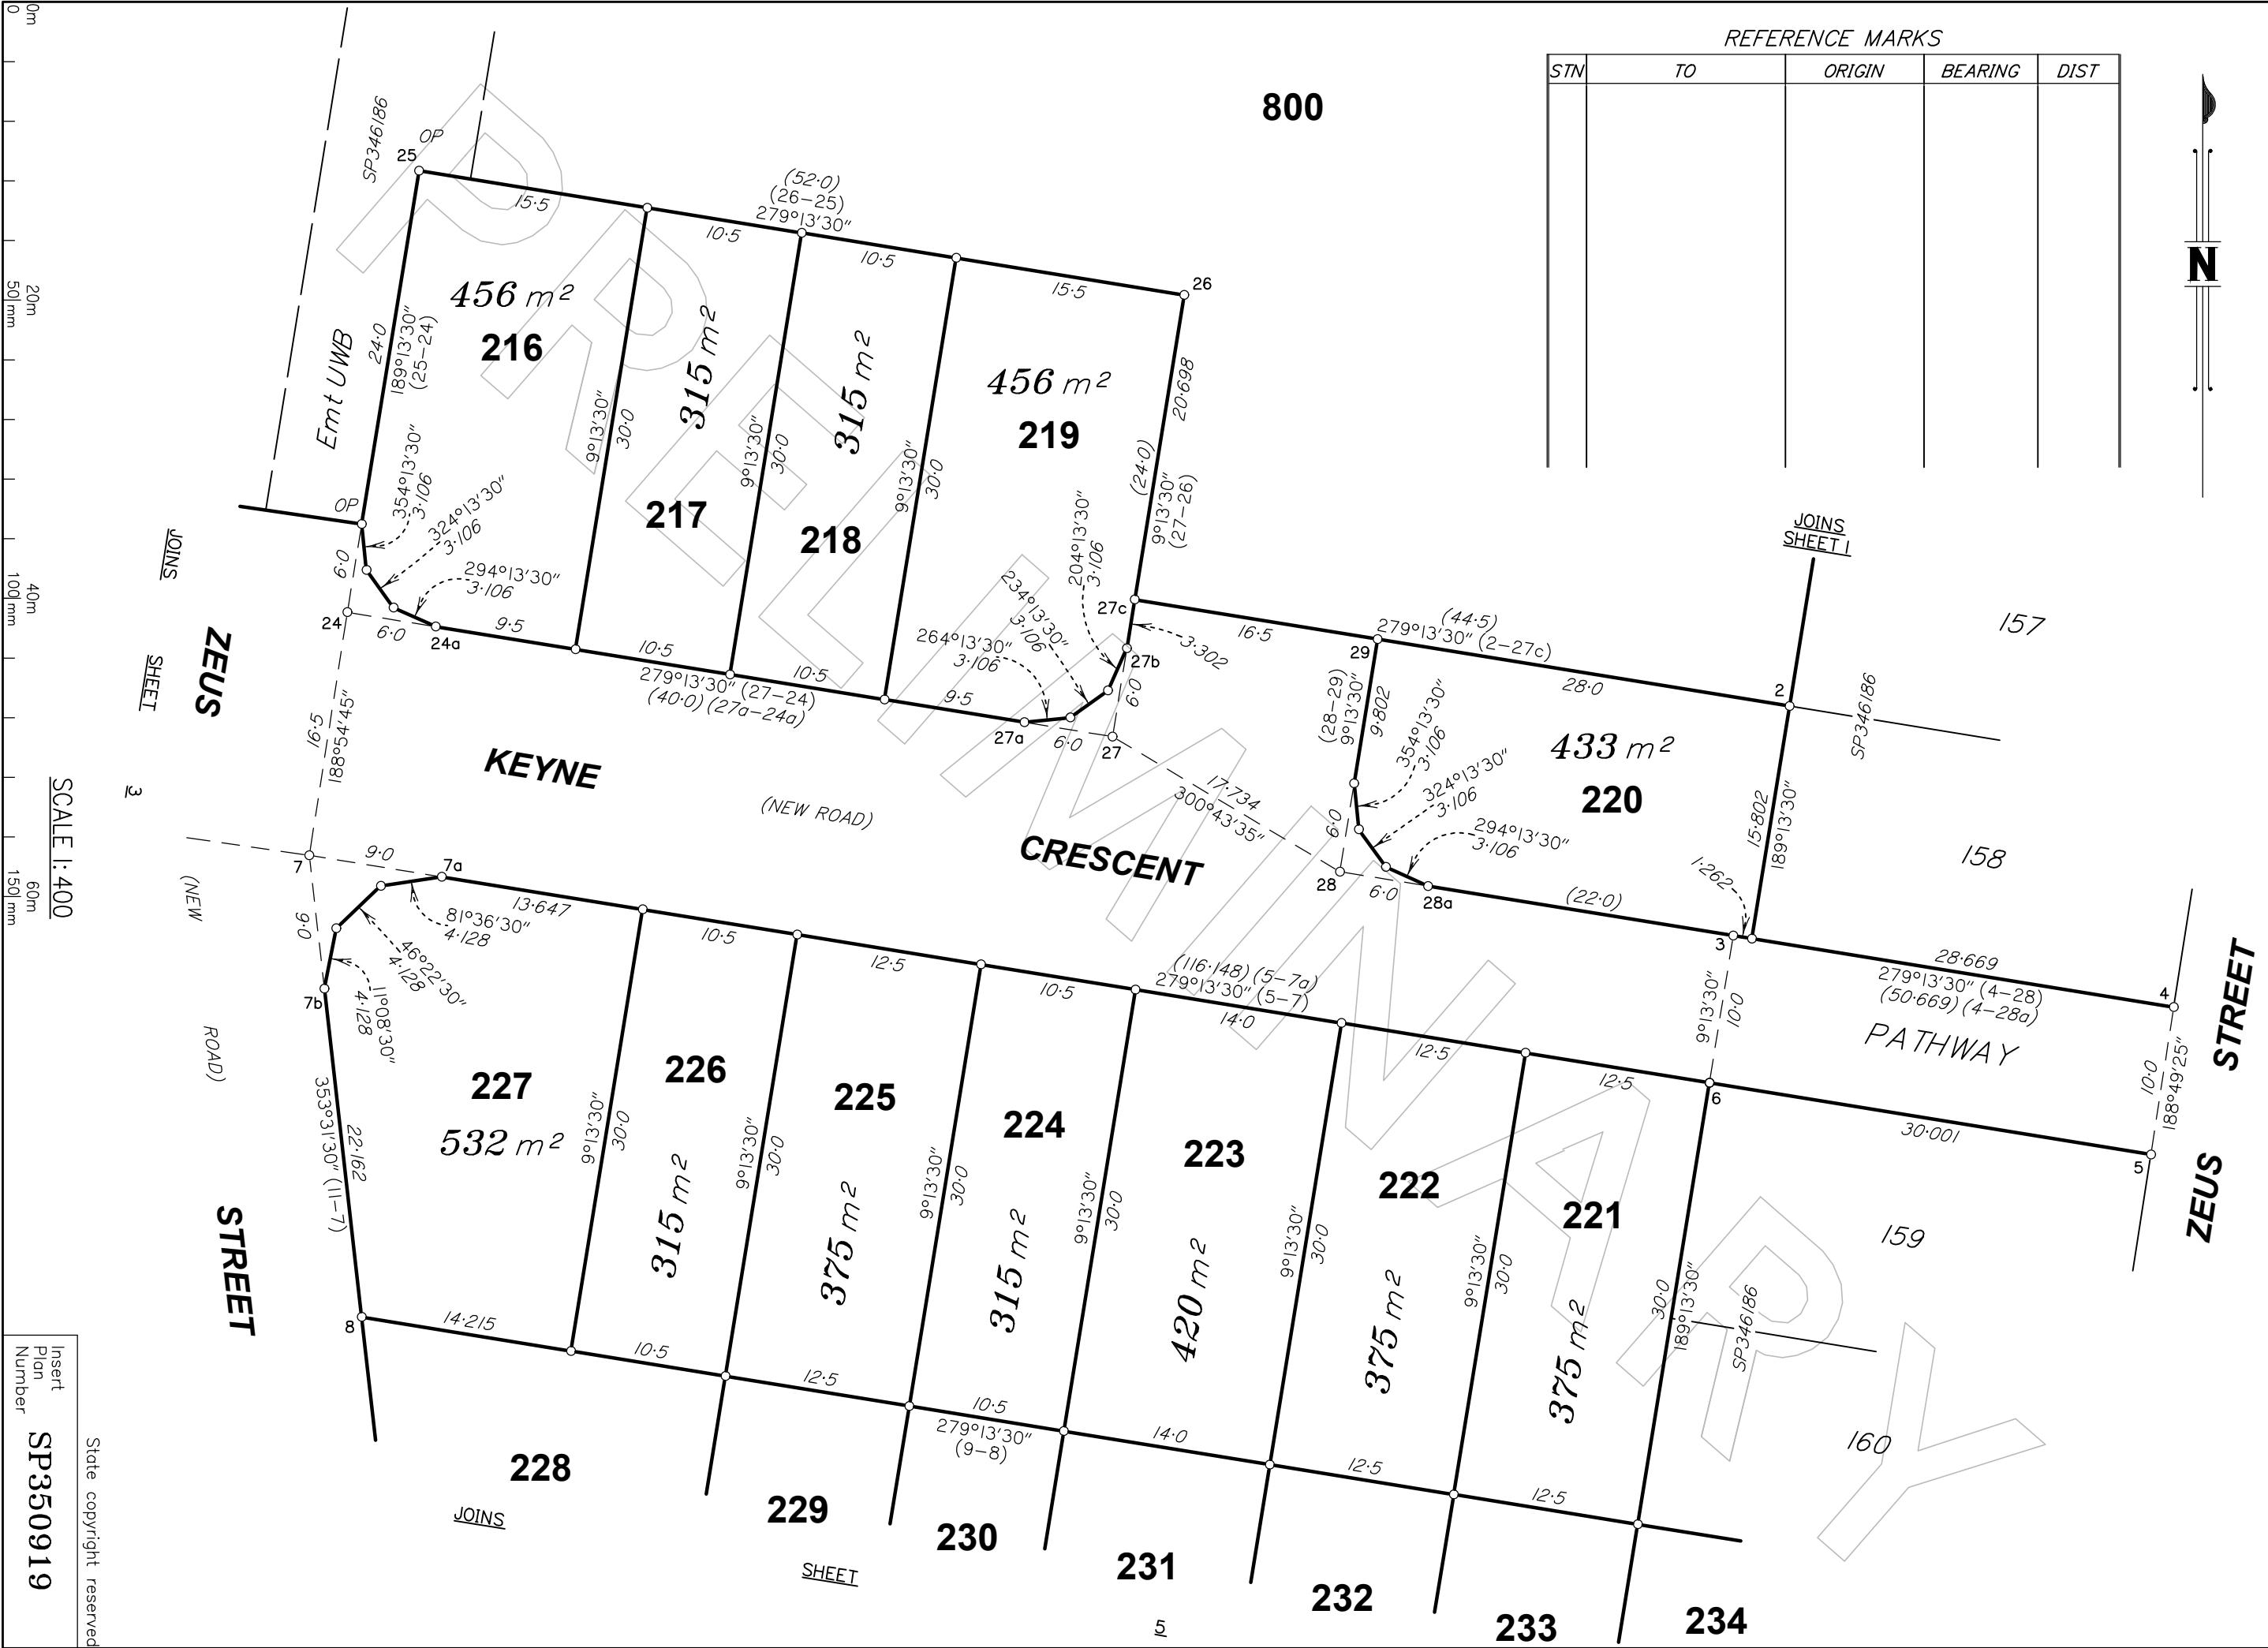 REFERENCE MARKS
STN TO ORIGIN BEARING DIST
N
800
SP346186
OP
25
15·5
(52·0)
(26–25)
279°13'30"
10·5
10·5
15·5
26
456 m²
216
24·0
189°13'30"
(25–24)
Emt UWB
9°13'30"
30·0
315 m²
217
9°13'30"
30·0
315 m²
218
9°13'30"
30·0
456 m²
219
20·698
(24·0)
9°13'30"
(27–26)
OP
354°13'30"
3·106
324°13'30"
3·106
294°13'30"
3·106
6·0
24
6·0
24a
9·5
10·5
279°13'30" (27–24)
(40·0) (27a–24a)
10·5
9·5
264°13'30"
3·106
234°13'30"
3·106
204°13'30"
3·106
27c
27b
3·302
6·0
27a
6·0
27
16·5
29
(44·5)
279°13'30" (2–27c)
28·0
2
JOINS
SHEET 1
157
SP346186
(28–29)
9°13'30"
9·802
354°13'30"
3·106
324°13'30"
3·106
294°13'30"
3·106
433 m²
220
15·802
189°13'30"
158
1·262
17·734
300°43'35"
6·0
28
6·0
28a
(22·0)
3
28·669
279°13'30" (4–28)
(50·669) (4–28a)
4
PATHWAY
9°13'30"
10·0
10·0
188°49'25"
STREET
ZEUS
5
30·001
6
JOINS
SHEET
3
ZEUS
16·5
188°54'45"
KEYNE
(NEW ROAD)
CRESCENT
7
9·0
7a
9·0
7b
81°36'30"
4·128
46°22'30"
4·128
11°08'30"
4·128
13·647
10·5
12·5
10·5
(116·148) (5–7a)
279°13'30" (5–7)
14·0
12·5
12·5
(NEW
ROAD)
STREET
353°31'30" (11–7)
22·162
227
532 m²
9°13'30"
30·0
226
315 m²
9°13'30"
30·0
225
375 m²
9°13'30"
30·0
224
315 m²
9°13'30"
30·0
223
420 m²
9°13'30"
30·0
222
375 m²
9°13'30"
30·0
221
375 m²
30·0
189°13'30"
SP346186
159
160
8
14·215
10·5
12·5
10·5
279°13'30"
(9–8)
14·0
12·5
12·5
228
229
230
231
232
233
234
JOINS
SHEET
5
PRELIMINARY
0m
0
20m
50mm
40m
100mm
60m
150mm
SCALE 1: 400
Insert
Plan
Number
SP350919
State copyright reserved